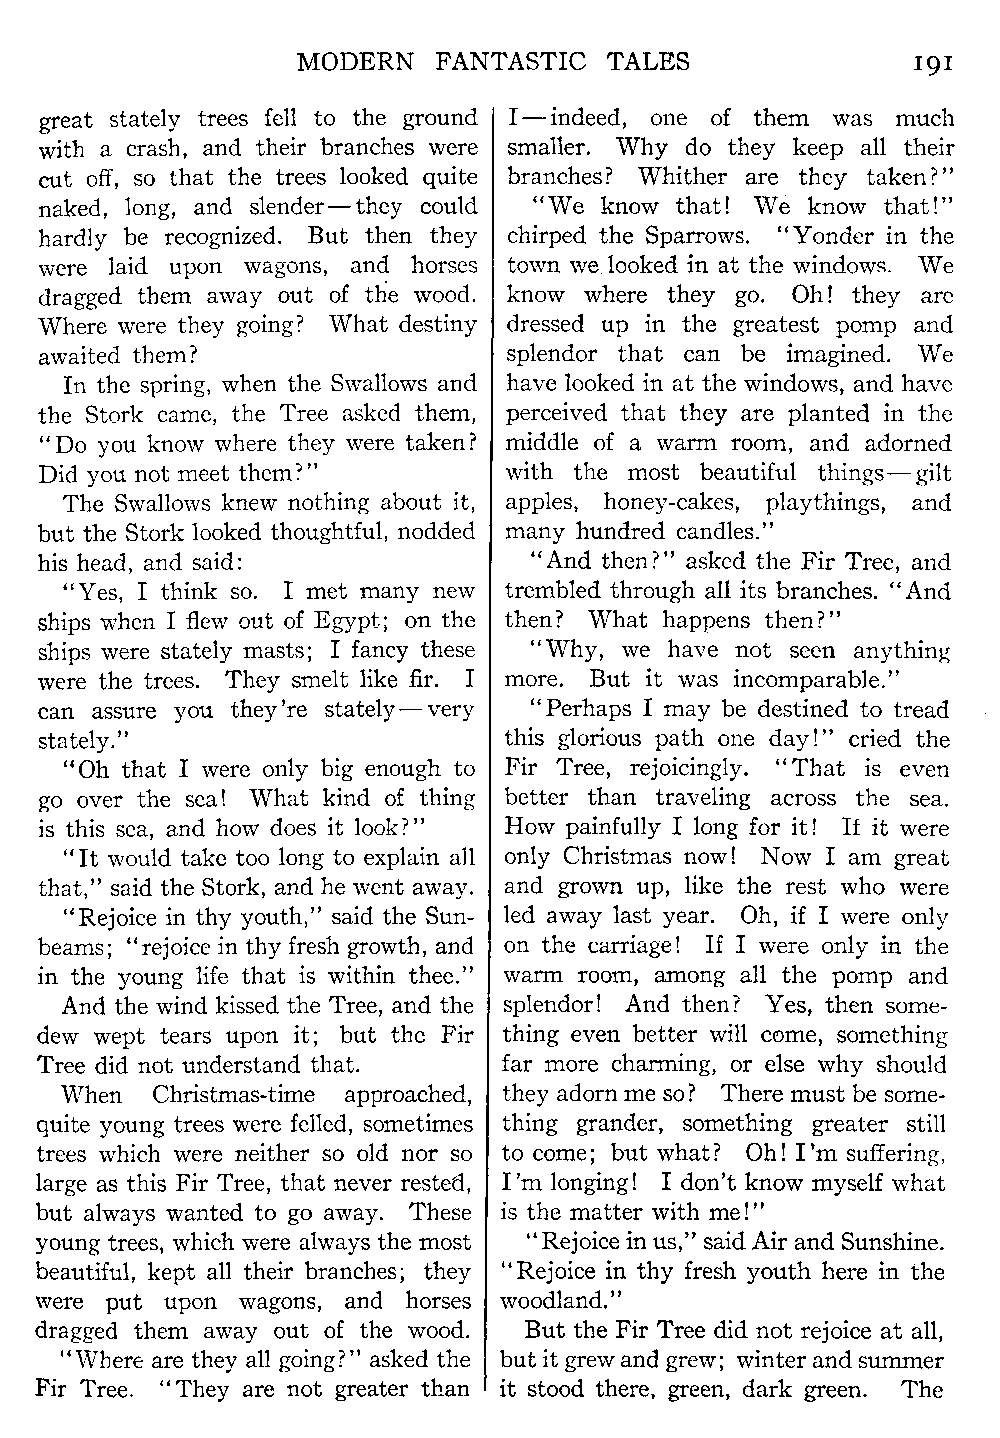 MODERN FANTASTIC TALES 191
great stately trees fell to the ground
with a crash, and their branches were
cut off, so that the trees looked quite
naked, long, and slender—they could
hardly be recognized. But then they
were laid upon wagons, and horses
dragged them away out of the wood.
Where were they going? What destiny
awaited them?
In the spring, when the Swallows and
the Stork came, the Tree asked them,
"Do you know where they were taken?
Did you not meet them?"
The Swallows knew nothing about it,
but the Stork looked thoughtful, nodded
his head, and said:
"Yes, I think so. I met many new
ships when I flew out of Egypt; on the
ships were stately masts; I fancy these
were the trees. They smelt like fir. I
can assure you they're stately—very
stately."
"Oh that I were only big enough to
go over the sea! What kind of thing
is this sea, and how does it look?"
"It would take too long to explain all
that," said the Stork, and he went away.
"Rejoice in thy youth," said the Sun-
beams; "rejoice in thy fresh growth, and
in the young life that is within thee."
And the wind kissed the Tree, and the
dew wept tears upon it; but the Fir
Tree did not understand that.
When Christmas-time approached,
quite young trees were felled, sometimes
trees which were neither so old nor so
large as this Fir Tree, that never rested,
but always wanted to go away. These
young trees, which were always the most
beautiful, kept all their branches; they
were put upon wagons, and horses
dragged them away out of the wood.
"Where are they all going?" asked the
Fir Tree. "They are not greater than
I—indeed, one of them was much
smaller. Why do they keep all their
branches? Whither are they taken?"
"We know that! We know that!"
chirped the Sparrows. "Yonder in the
town we looked in at the windows. We
know where they go. Oh! they are
dressed up in the greatest pomp and
splendor that can be imagined. We
have looked in at the windows, and have
perceived that they are planted in the
middle of a warm room, and adorned
with the most beautiful things—gilt
apples, honey-cakes, playthings, and
many hundred candles."
"And then?" asked the Fir Tree, and
trembled through all its branches. "And
then? What happens then?"
"Why, we have not seen anything
more. But it was incomparable."
"Perhaps I may be destined to tread
this glorious path one day!" cried the
Fir Tree, rejoicingly. "That is even
better than traveling across the sea.
How painfully I long for it! If it were
only Christmas now! Now I am great
and grown up, like the rest who were
led away last year. Oh, if I were only
on the carriage! If I were only in the
warm room, among all the pomp and
splendor! And then? Yes, then some-
thing even better will come, something
far more charming, or else why should
they adorn me so? There must be some-
thing grander, something greater still
to come; but what? Oh! I'm suffering,
I'm longing! I don't know myself what
is the matter with me!"
"Rejoice in us," said Air and Sunshine.
"Rejoice in thy fresh youth here in the
woodland."
But the Fir Tree did not rejoice at all,
but it grew and grew; winter and summer
it stood there, green, dark green. The